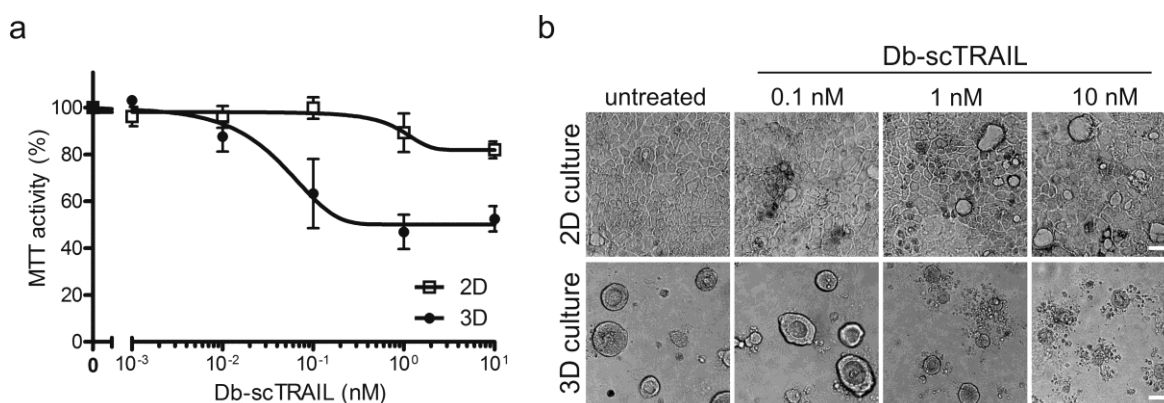 a
MTT activity (%)
100
80
60
40
20
0
0
10⁻³
10⁻²
10⁻¹
10⁰
10¹
Db-scTRAIL (nM)
2D
3D
b
Db-scTRAIL
untreated
0.1 nM
1 nM
10 nM
2D culture
3D culture